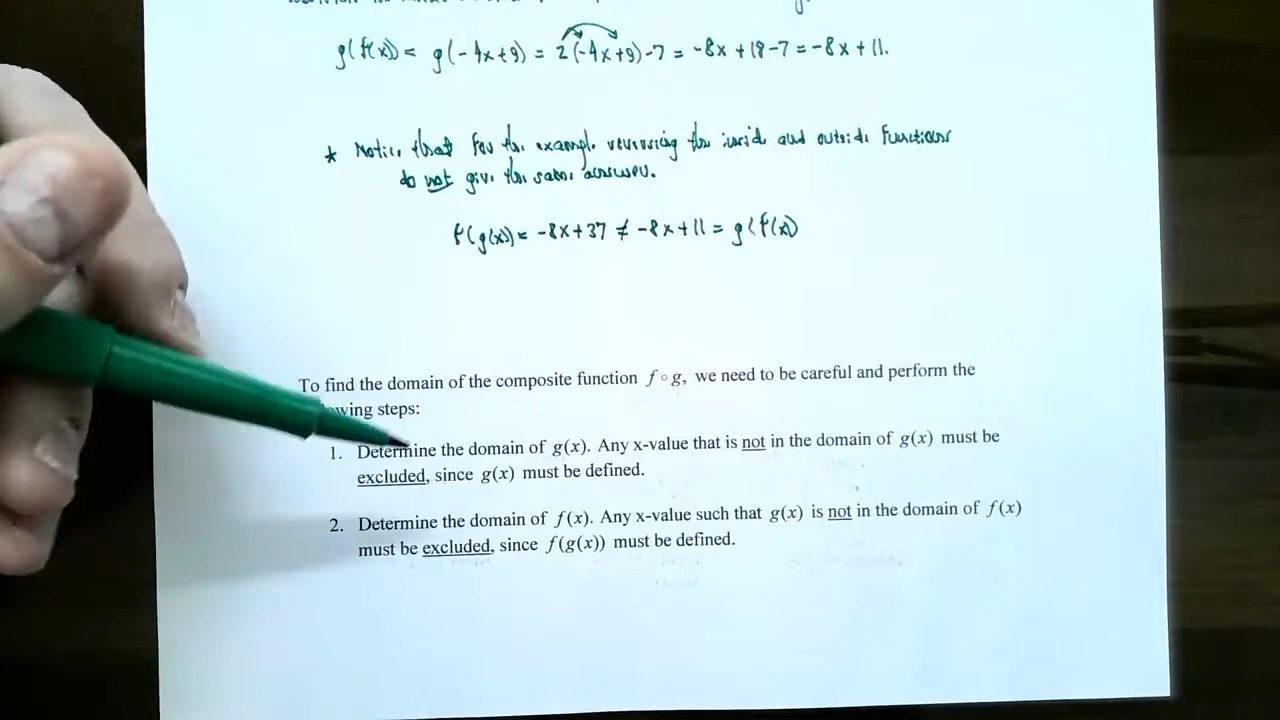 g(f(x)) = g(-4x+9) = 2(-4x+9)-7 = -8x+18-7 = -8x+11.
* Notice that for this example reversing the inside and outside functions
do not give the same answer.
f(g(x)) = -8x+37 ≠ -8x+11 = g(f(x)
To find the domain of the composite function f∘g, we need to be careful and perform the
owing steps:
1. Determine the domain of g(x). Any x-value that is not in the domain of g(x) must be
excluded, since g(x) must be defined.
2. Determine the domain of f(x). Any x-value such that g(x) is not in the domain of f(x)
must be excluded, since f(g(x)) must be defined.